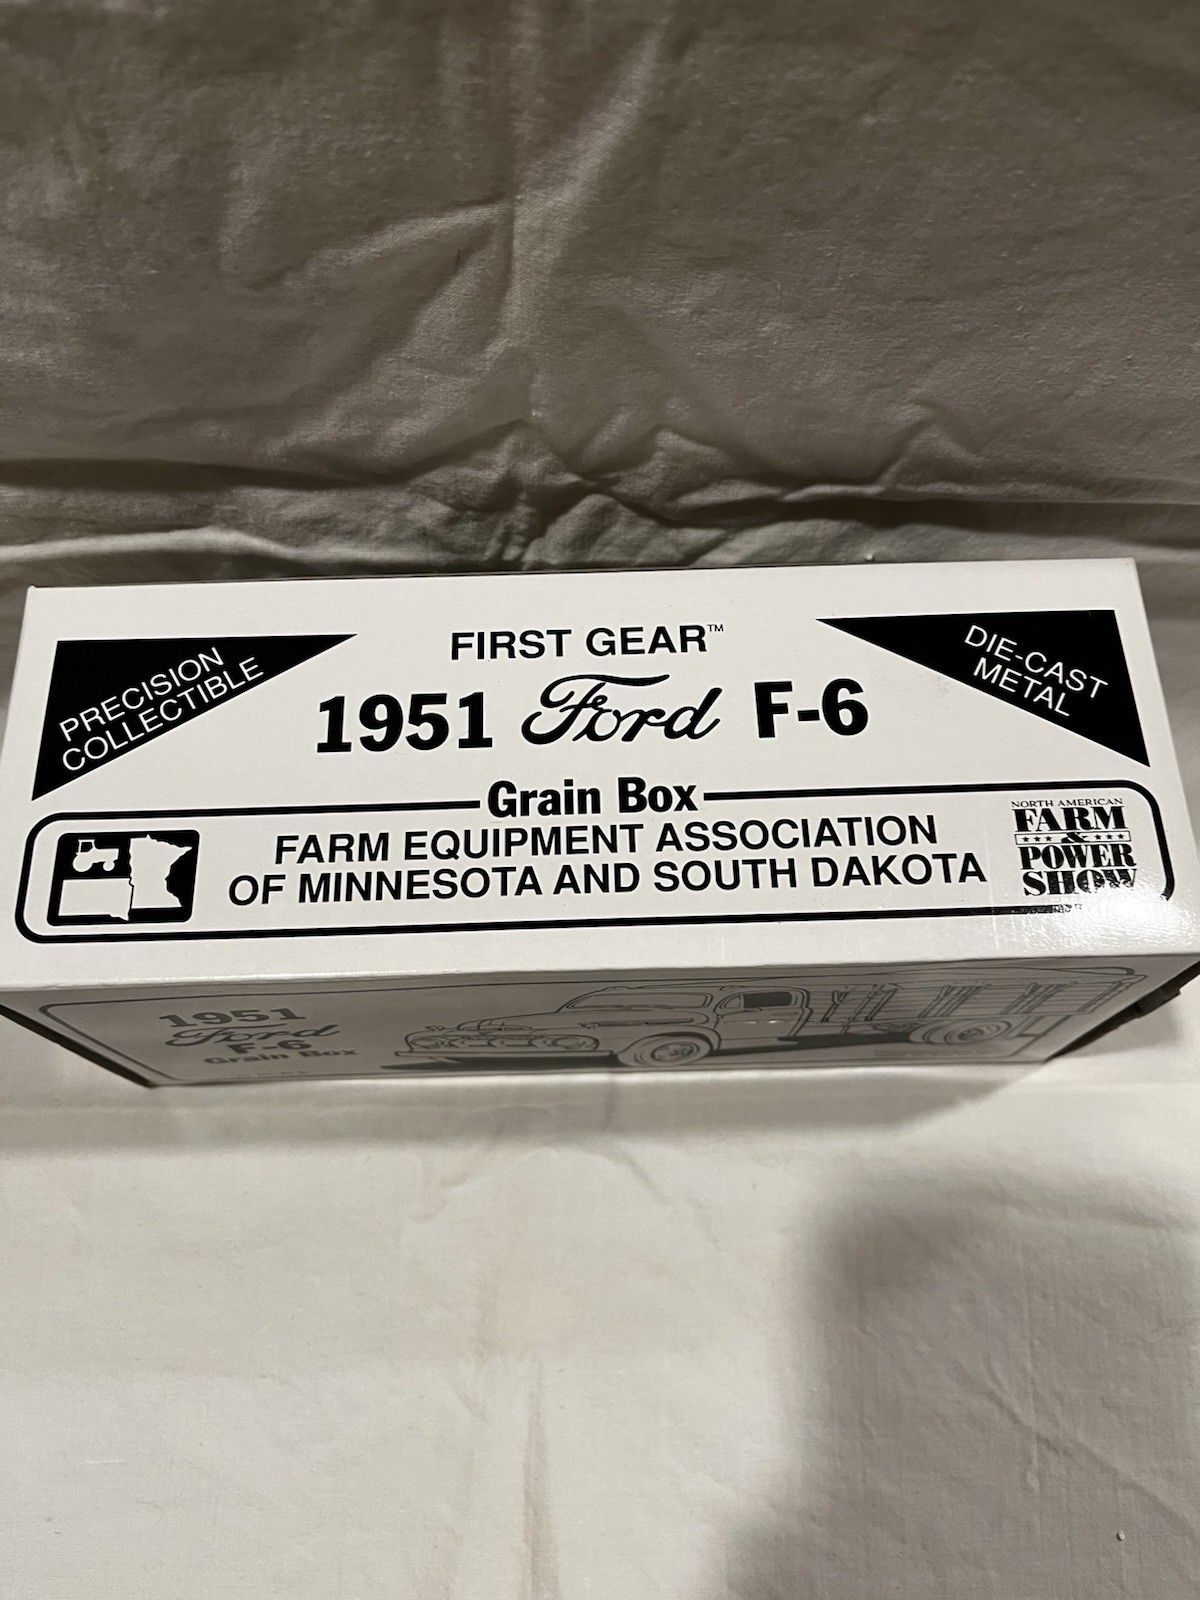 PRECISION
COLLECTIBLE
FIRST GEAR™
DIE-CAST
METAL
1951 Ford F-6
Grain Box
FARM EQUIPMENT ASSOCIATION
OF MINNESOTA AND SOUTH DAKOTA
NORTH AMERICAN
FARM
&
POWER
SHOW
1951
Ford
F-6
Grain Box